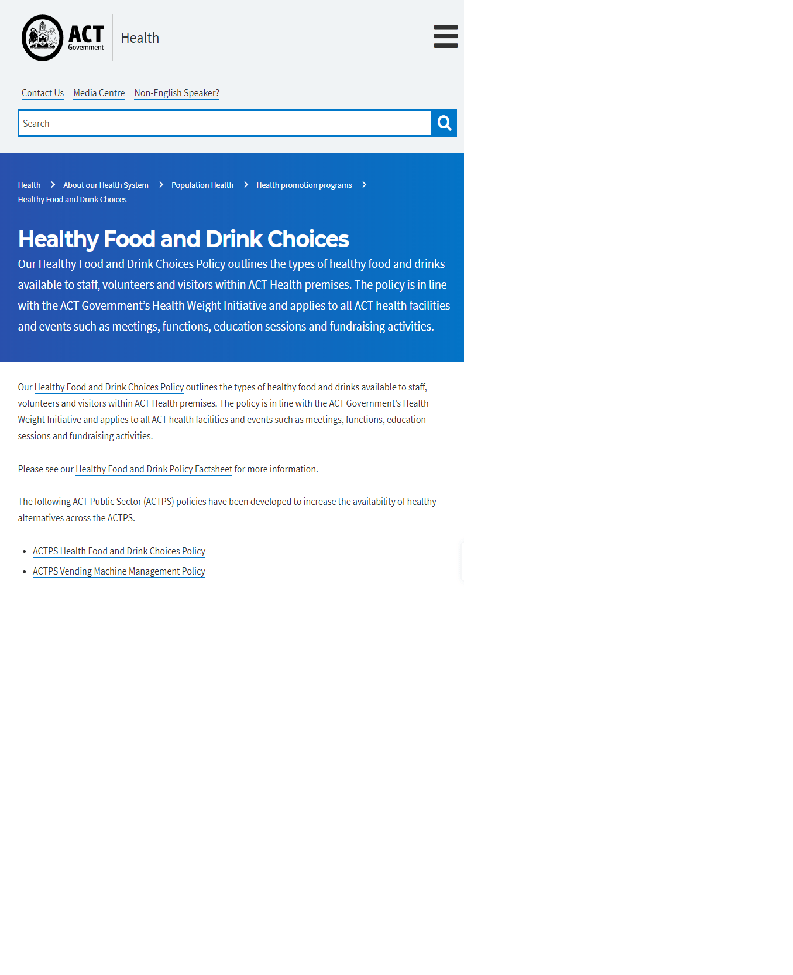 ACT
Government
Health
Contact Us Media Centre Non-English Speaker?
Search
Health > About our Health System > Population Health > Health promotion programs >
Healthy Food and Drink Choices
Healthy Food and Drink Choices
Our Healthy Food and Drink Choices Policy outlines the types of healthy food and drinks
available to staff, volunteers and visitors within ACT Health premises. The policy is in line
with the ACT Government's Health Weight Initiative and applies to all ACT health facilities
and events such as meetings, functions, education sessions and fundraising activities.
Our Healthy Food and Drink Choices Policy outlines the types of healthy food and drinks available to staff,
volunteers and visitors within ACT Health premises. The policy is in line with the ACT Government's Health
Weight Initiative and applies to all ACT health facilities and events such as meetings, functions, education
sessions and fundraising activities.
Please see our Healthy Food and Drink Policy Factsheet for more information.
The following ACT Public Sector (ACTPS) policies have been developed to increase the availability of healthy
alternatives across the ACTPS.
• ACTPS Health Food and Drink Choices Policy
• ACTPS Vending Machine Management Policy